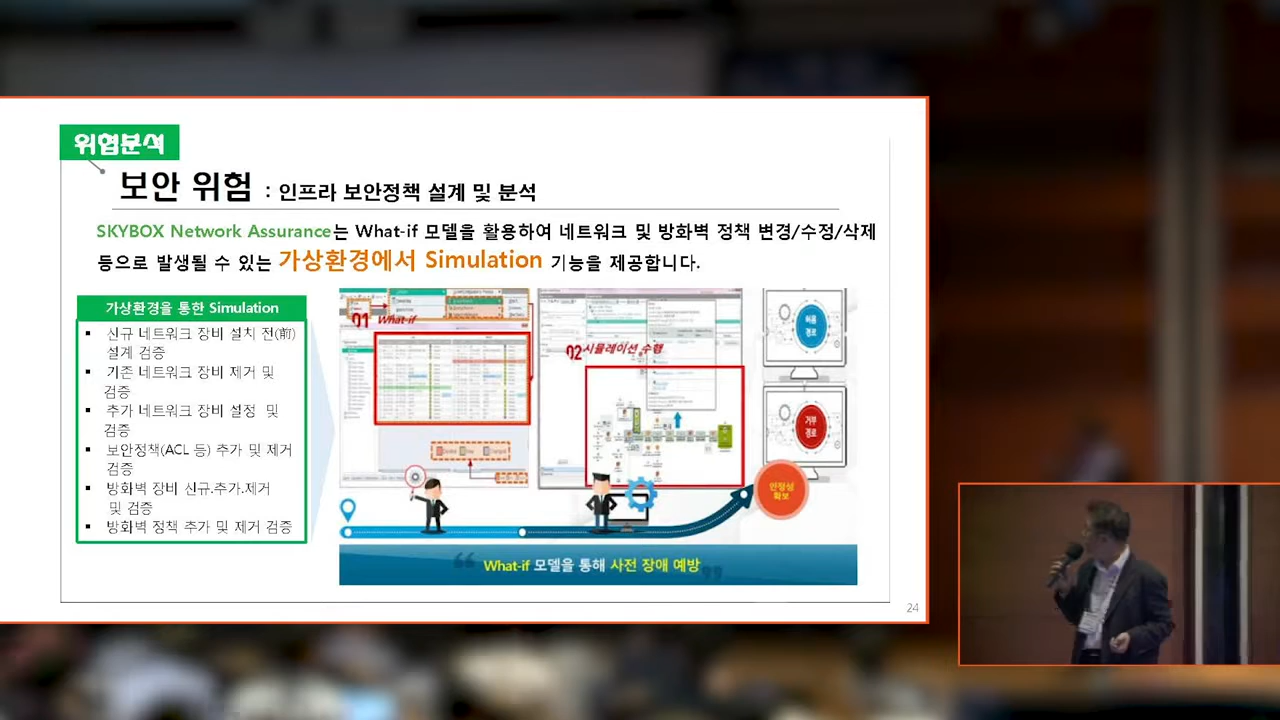 위협분석
보안 위험 : 인프라 보안정책 설계 및 분석
SKYBOX Network Assurance는 What-if 모델을 활용하여 네트워크 및 방화벽 정책 변경/수정/삭제
등으로 발생될 수 있는 가상환경에서 Simulation 기능을 제공합니다.
가상환경을 통한 Simulation
▪ 신규 네트워크 장비 설치 전(前)
설계 검증
▪ 기존 네트워크 장비 제거 및
검증
▪ 추가 네트워크 장비 설정 및
검증
▪ 보안정책(ACL 등) 추가 및 제거
검증
▪ 방화벽 장비 신규.추가.제거
및 검증
▪ 방화벽 정책 추가 및 제거 검증
01 What-if
02 시뮬레이션 수행
허용
경로
거부
경로
안정성
확보
“ What-if 모델을 통해 사전 장애 예방 ”
24